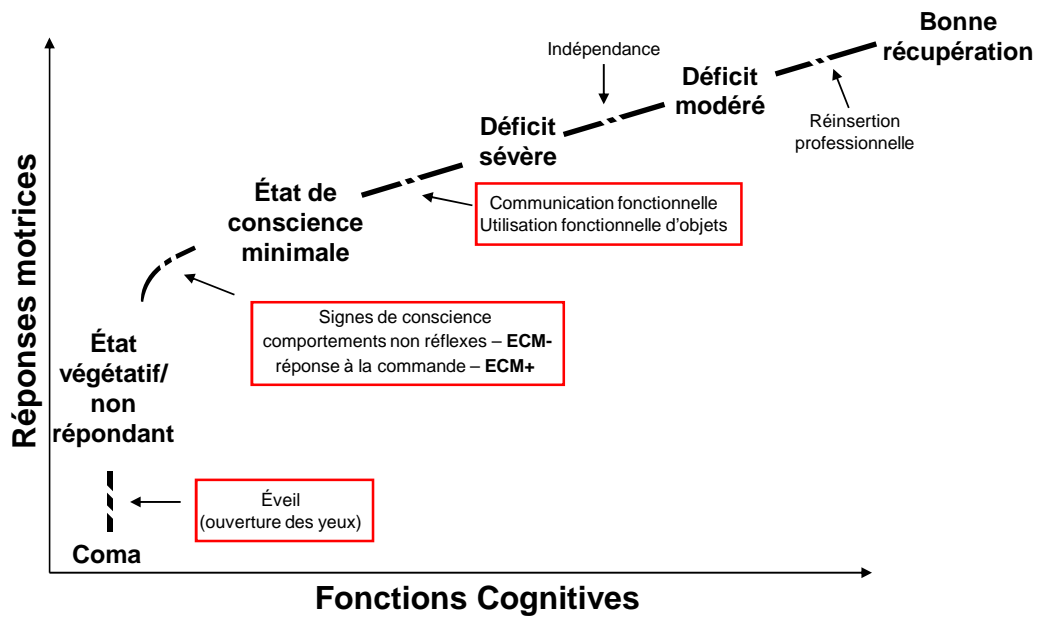 Bonne
récupération
Indépendance
Déficit
modéré
Réinsertion
professionnelle
Déficit
sévère
État de
conscience
minimale
Communication fonctionnelle
Utilisation fonctionnelle d'objets
Signes de conscience
comportements non réflexes – ECM-
réponse à la commande – ECM+
État
végétatif/
non
répondant
Éveil
(ouverture des yeux)
Coma
Réponses motrices
Fonctions Cognitives